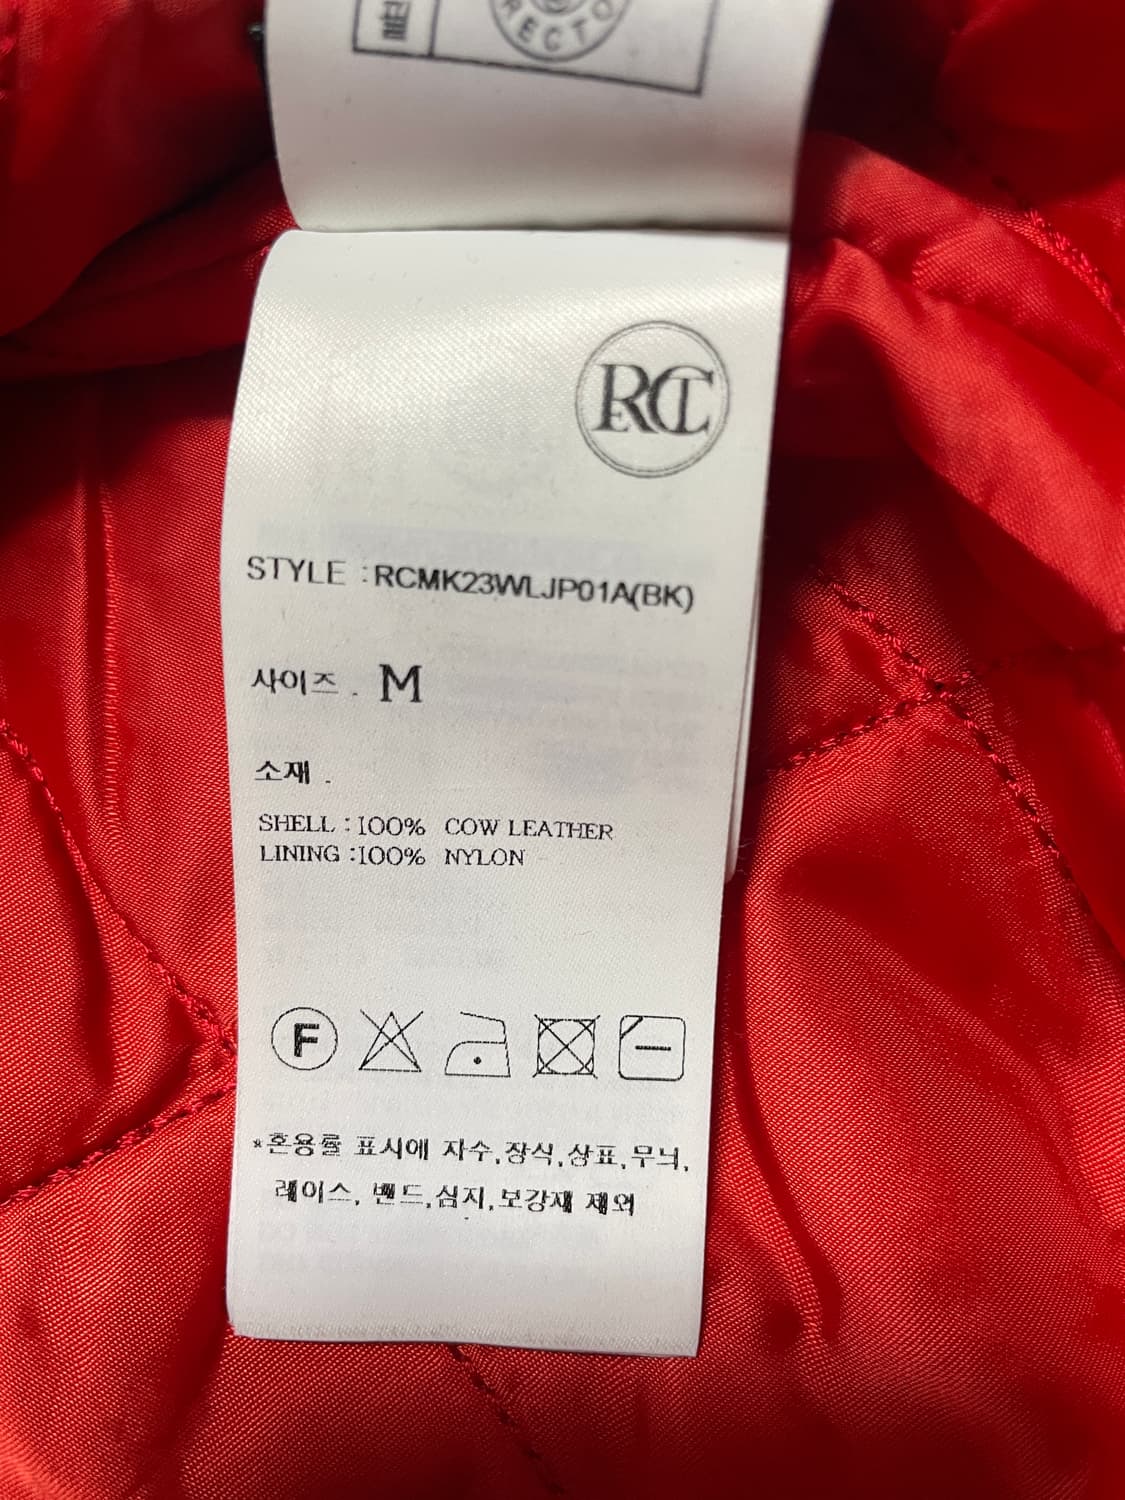 RECTO
RCT
STYLE :RCMK23WLJP01A(BK)
사이즈 . M
소재 .
SHELL : 100% COW LEATHER
LINING :100% NYLON
F
*혼용률 표시에 자수,장식,상표,무늬,
레이스, 밴드,심지,보강재 제외